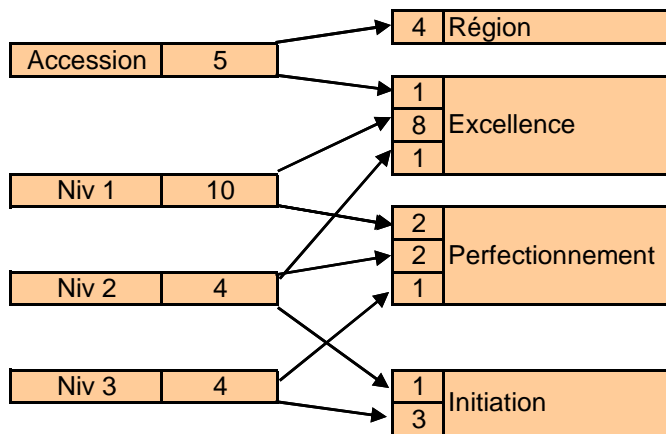 4 Région
Accession 5
1
8 Excellence
1
Niv 1 10
2
2 Perfectionnement
1
Niv 2 4
Niv 3 4
1
3
Initiation